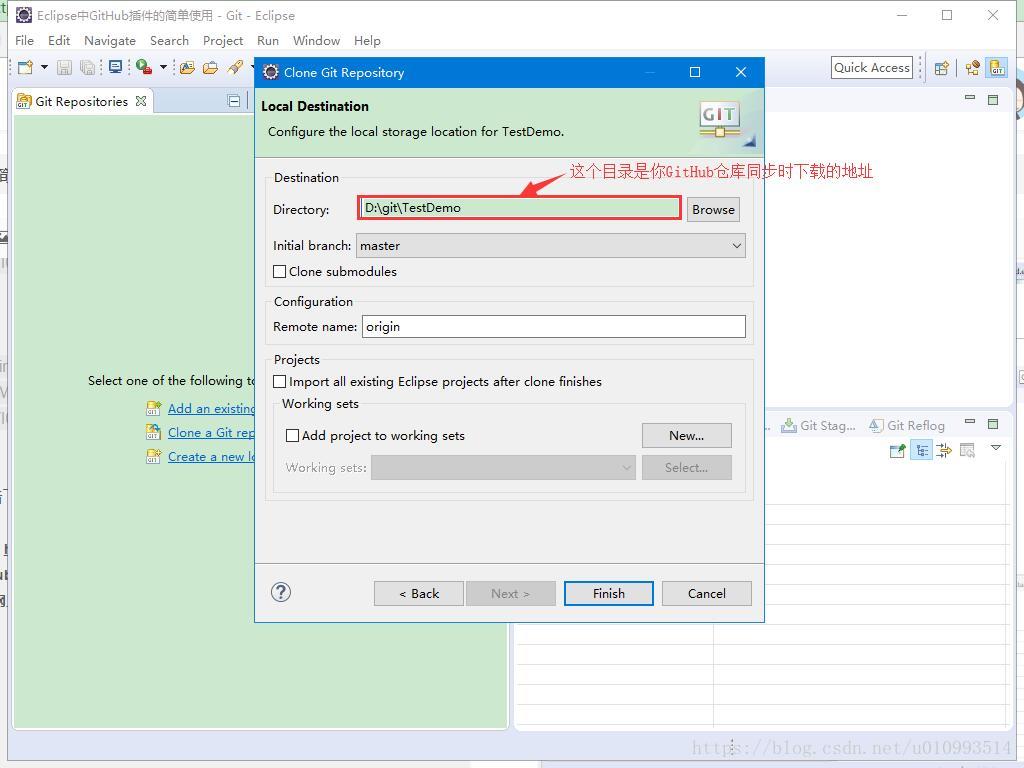 Eclipse中GitHub插件的简单使用 - Git - Eclipse
File Edit Navigate Search Project Run Window Help
Quick Access
Git Repositories
Clone Git Repository
Local Destination
Configure the local storage location for TestDemo.
GIT
这个目录是你GitHub仓库同步时下载的地址
Destination
Directory: D:\git\TestDemo Browse
Initial branch: master
Clone submodules
Configuration
Remote name: origin
Projects
Import all existing Eclipse projects after clone finishes
Working sets
Add project to working sets New...
Working sets: Select...
< Back Next > Finish Cancel
Select one of the following to
Add an existing
Clone a Git rep
Create a new lo
Git Stag... Git Reflog
https://blog.csdn.net/u010993514